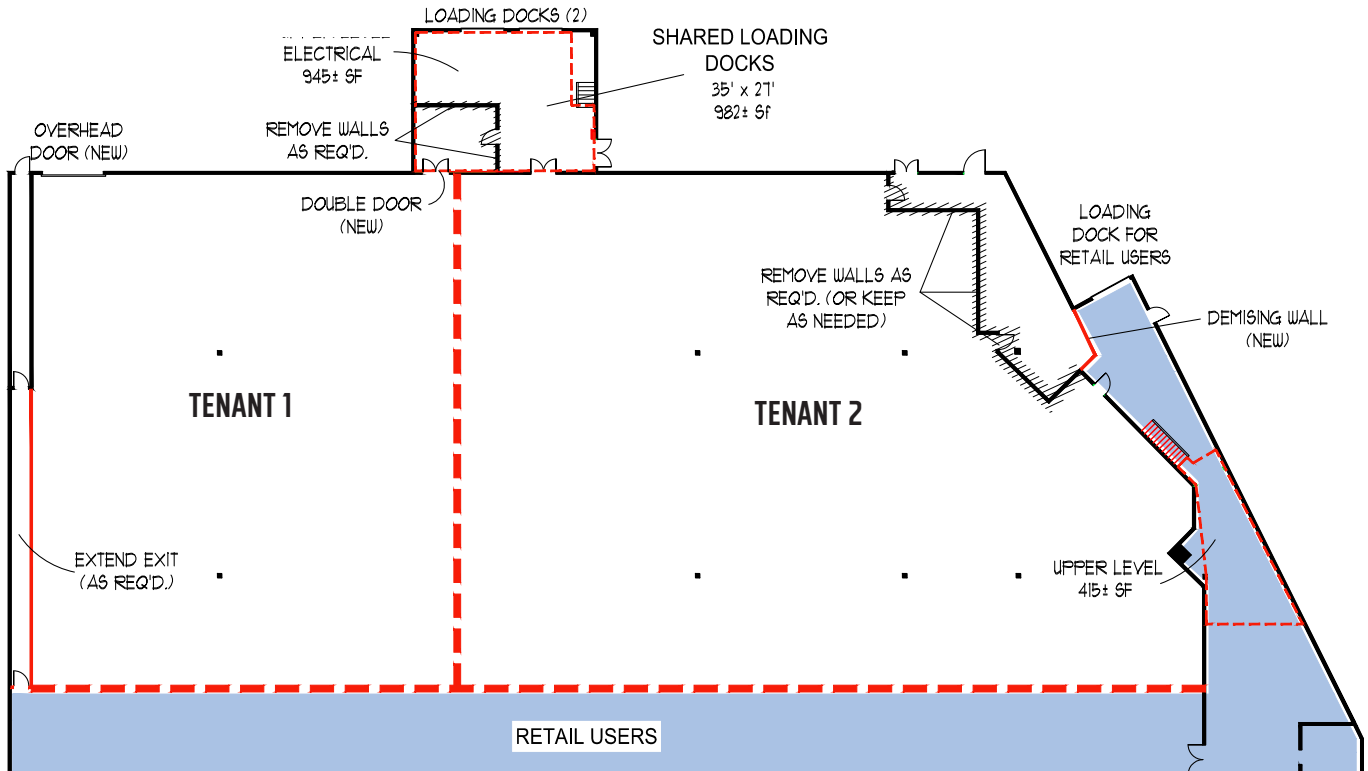 LOADING DOCKS (2)
ELECTRICAL
945± SF
SHARED LOADING
DOCKS
35' x 27'
982± Sf
OVERHEAD
DOOR (NEW)
REMOVE WALLS
AS REQ'D.
DOUBLE DOOR
(NEW)
LOADING
DOCK FOR
RETAIL USERS
REMOVE WALLS AS
REQ'D. (OR KEEP
AS NEEDED)
DEMISING WALL
(NEW)
TENANT 1
TENANT 2
EXTEND EXIT
(AS REQ'D.)
UPPER LEVEL
415± SF
RETAIL USERS